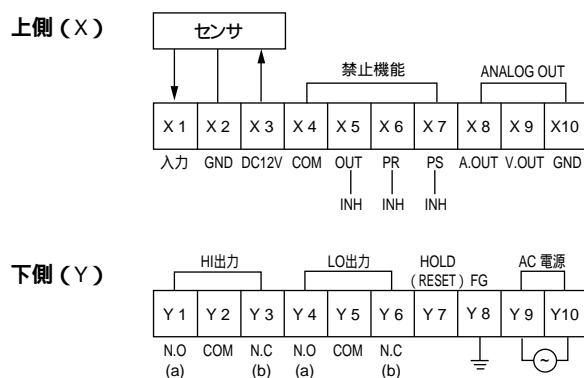 上側（X）
センサ
禁止機能
ANALOG OUT
X 1 X 2 X 3 X 4 X 5 X 6 X 7 X 8 X 9 X10
入力 GND DC12V COM OUT PR PS A.OUT V.OUT GND
INH INH INH
下側（Y）
HI出力 LO出力 HOLD AC 電源
(RESET) FG
Y 1 Y 2 Y 3 Y 4 Y 5 Y 6 Y 7 Y 8 Y 9 Y10
N.O COM N.C N.O COM N.C
(a) (b) (a) (b)